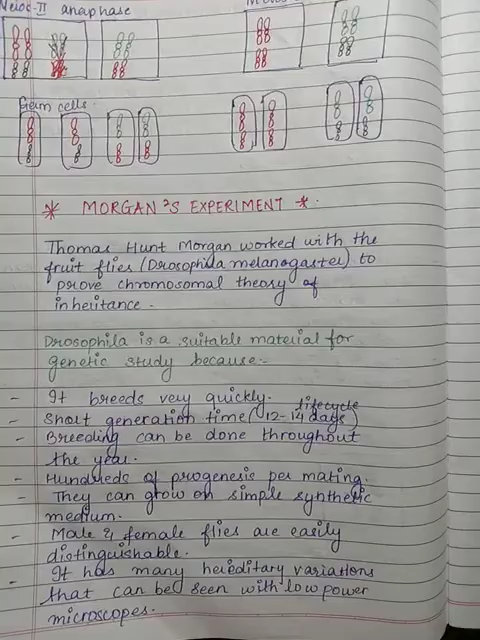 Meio-II anaphase
Germ cells.
* MORGAN'S EXPERIMENT *
Thomas Hunt Morgan worked with the
fruit flies (Drosophila melanogaster) to
prove chromosomal theory of
inheritance.
Drosophila is a suitable material for
genetic study because:-
- It breeds very quickly.
- Short generation time (lifecycle 12-14 days)
- Breeding can be done throughout
the year.
- Hundreds of progenesis per mating.
- They can grow on simple synthetic
medium.
- Male & female flies are easily
distinguishable.
- It has many hereditary variations
that can be seen with low power
microscopes.